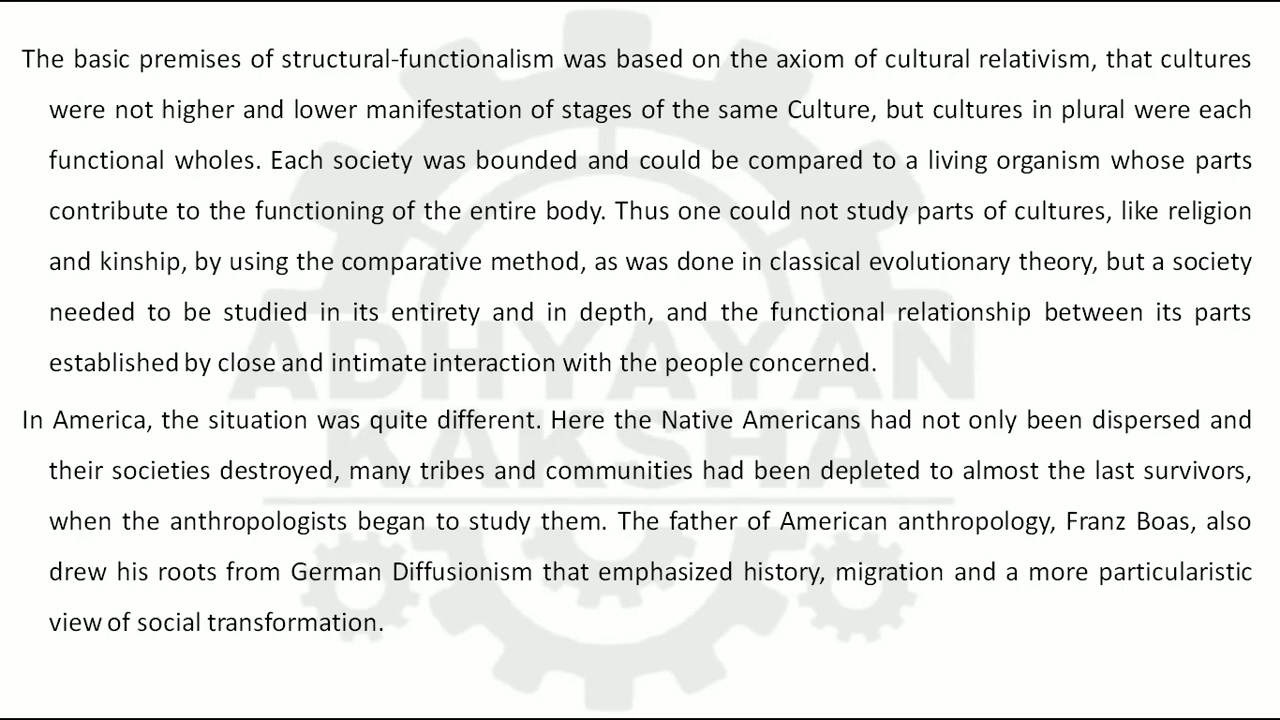 The basic premises of structural-functionalism was based on the axiom of cultural relativism, that cultures
were not higher and lower manifestation of stages of the same Culture, but cultures in plural were each
functional wholes. Each society was bounded and could be compared to a living organism whose parts
contribute to the functioning of the entire body. Thus one could not study parts of cultures, like religion
and kinship, by using the comparative method, as was done in classical evolutionary theory, but a society
needed to be studied in its entirety and in depth, and the functional relationship between its parts
established by close and intimate interaction with the people concerned.
In America, the situation was quite different. Here the Native Americans had not only been dispersed and
their societies destroyed, many tribes and communities had been depleted to almost the last survivors,
when the anthropologists began to study them. The father of American anthropology, Franz Boas, also
drew his roots from German Diffusionism that emphasized history, migration and a more particularistic
view of social transformation.
ADHYAYAN
KAKSHA